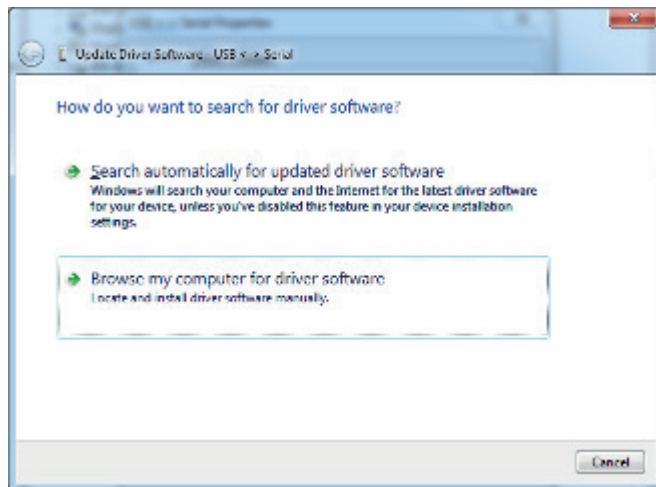 USB <-> Serial Properties
Update Driver Software - USB <-> Serial
How do you want to search for driver software?
Search automatically for updated driver software
Windows will search your computer and the Internet for the latest driver software
for your device, unless you've disabled this feature in your device installation
settings.
Browse my computer for driver software
Locate and install driver software manually.
Cancel